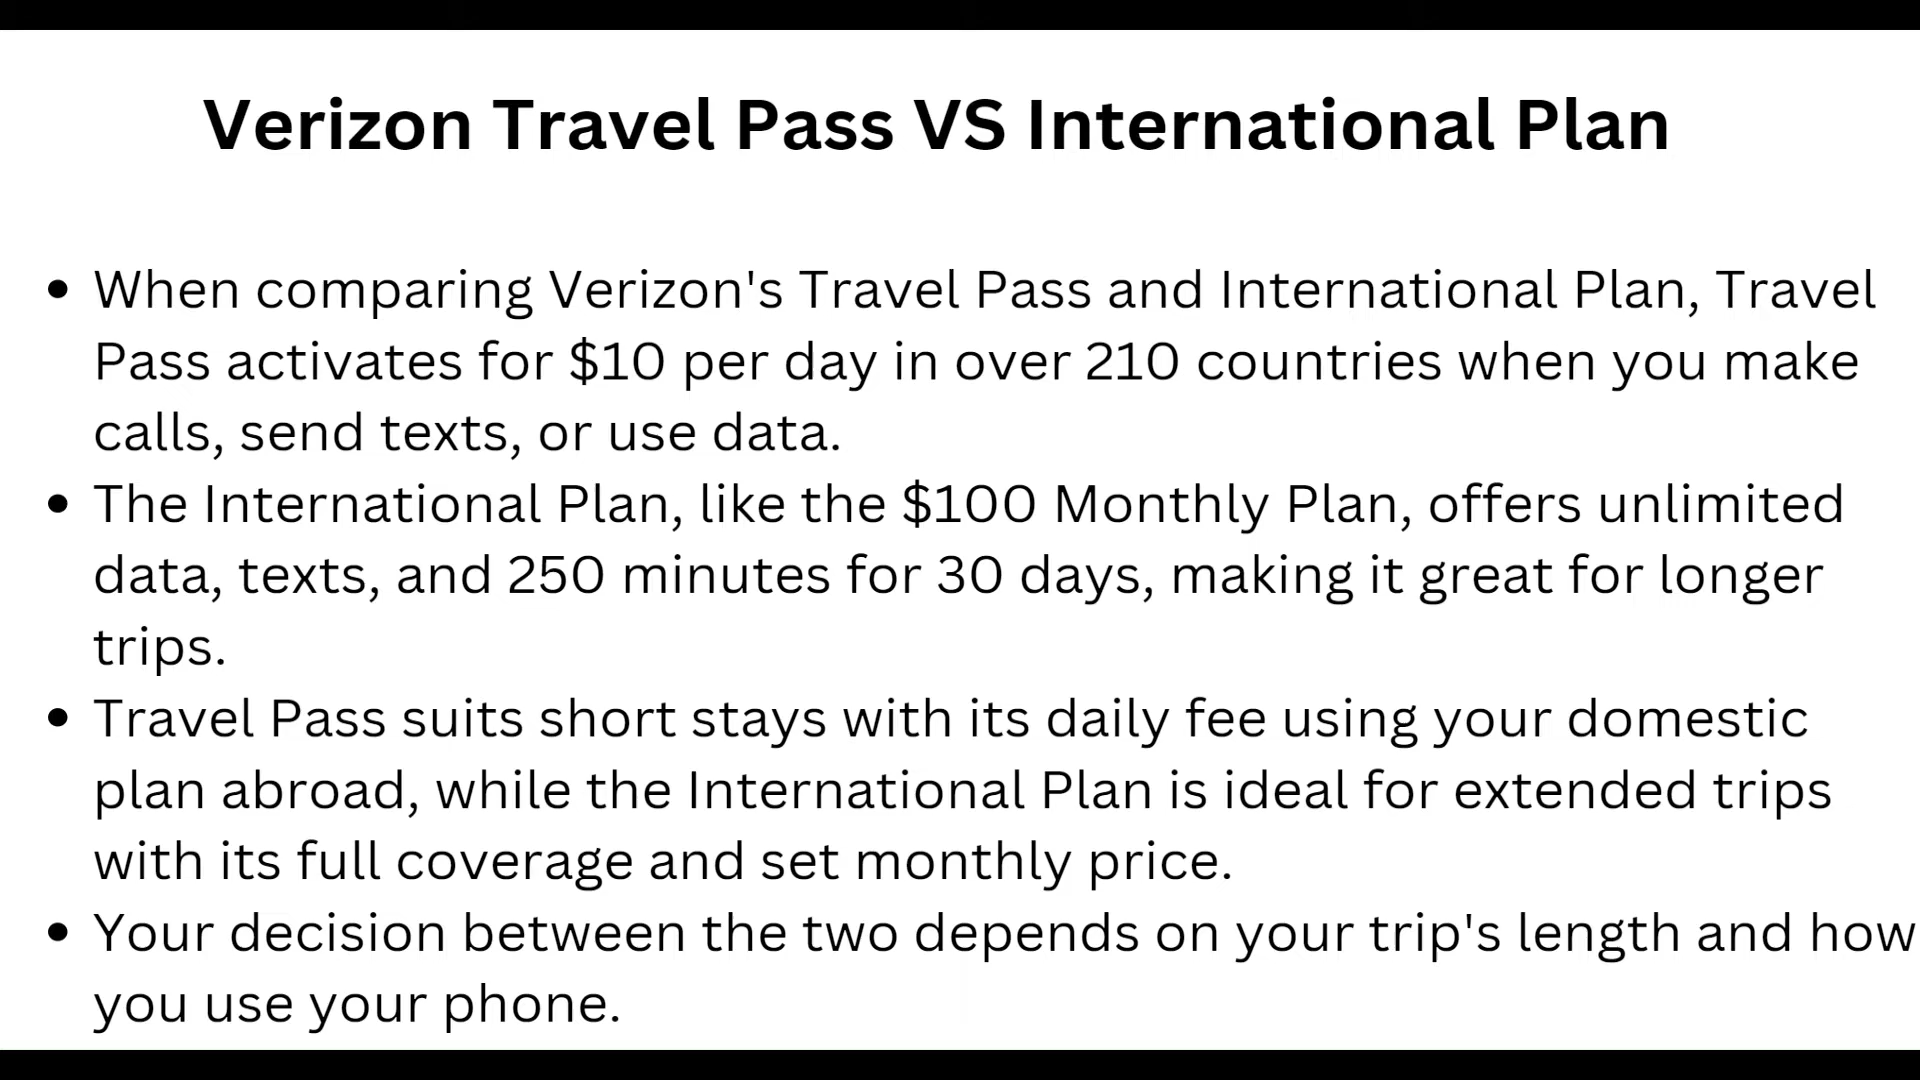 Verizon Travel Pass VS International Plan
• When comparing Verizon's Travel Pass and International Plan, Travel
Pass activates for $10 per day in over 210 countries when you make
calls, send texts, or use data.
• The International Plan, like the $100 Monthly Plan, offers unlimited
data, texts, and 250 minutes for 30 days, making it great for longer
trips.
• Travel Pass suits short stays with its daily fee using your domestic
plan abroad, while the International Plan is ideal for extended trips
with its full coverage and set monthly price.
• Your decision between the two depends on your trip's length and how
you use your phone.